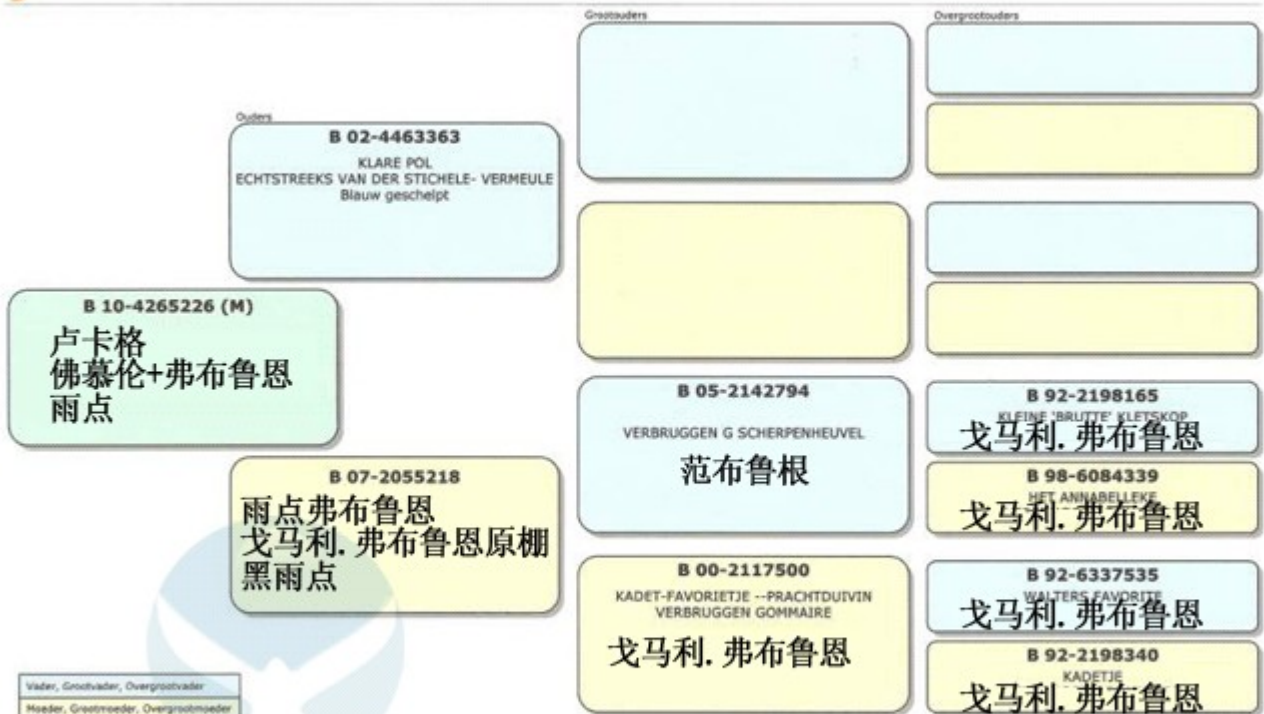 Grootouders
Overgrootouders
Ouders
B 02-4463363
KLARE POL
ECHTSTREEKS VAN DER STICHELE- VERMEULE
Blauw geschelpt
B 10-4265226 (M)
卢卡格
佛慕伦+弗布鲁恩
雨点
B 07-2055218
雨点弗布鲁恩
戈马利.弗布鲁恩原棚
黑雨点
B 05-2142794
VERBRUGGEN G SCHERPENHEUVEL
范布鲁根
B 00-2117500
KADET-FAVORIETJE --PRACHTDUIVIN
VERBRUGGEN GOMMAIRE
戈马利.弗布鲁恩
B 92-2198165
KLEINE 'BRUTTE' KLETSKOP
戈马利.弗布鲁恩
B 98-6084339
HET ANNABELLEKE
戈马利.弗布鲁恩
B 92-6337535
WALTERS FAVORITE
戈马利.弗布鲁恩
B 92-2198340
KADETJE
戈马利.弗布鲁恩
Vader, Grootvader, Overgrootvader
Moeder, Grootmoeder, Overgrootmoeder